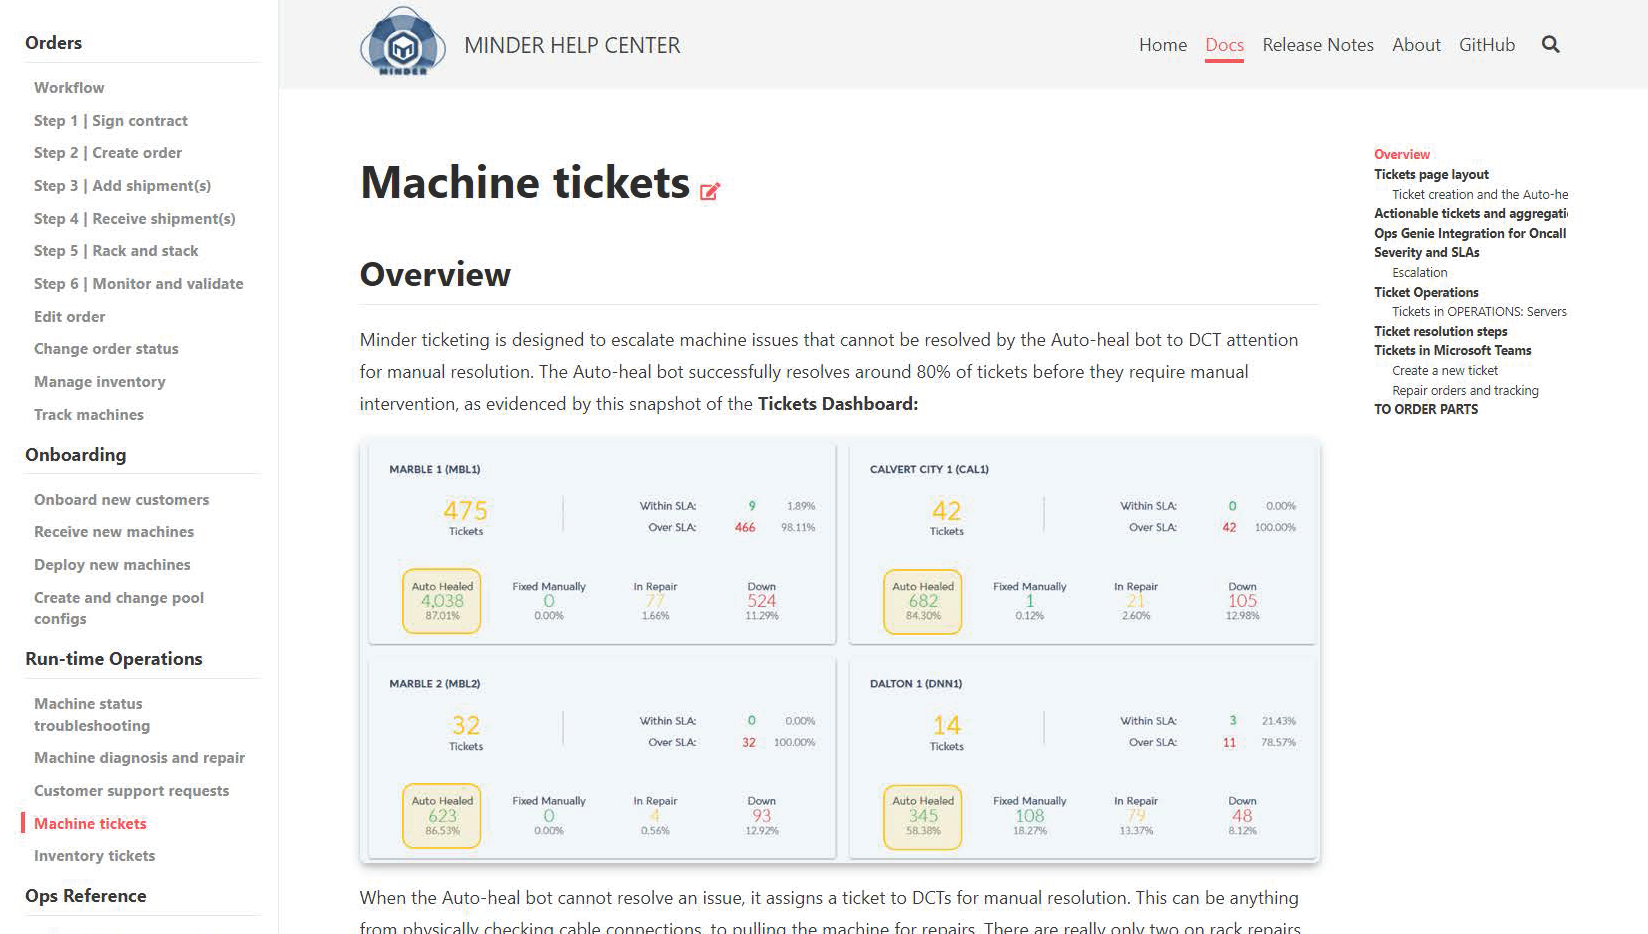 Orders
Workflow
Step 1 | Sign contract
Step 2 | Create order
Step 3 | Add shipment(s)
Step 4 | Receive shipment(s)
Step 5 | Rack and stack
Step 6 | Monitor and validate
Edit order
Change order status
Manage inventory
Track machines
Onboarding
Onboard new customers
Receive new machines
Deploy new machines
Create and change pool
configs
Run-time Operations
Machine status
troubleshooting
Machine diagnosis and repair
Customer support requests
Machine tickets
Inventory tickets
Ops Reference
MINDER
MINDER HELP CENTER
Home Docs Release Notes About GitHub
Machine tickets
Overview
Minder ticketing is designed to escalate machine issues that cannot be resolved by the Auto-heal bot to DCT attention
for manual resolution. The Auto-heal bot successfully resolves around 80% of tickets before they require manual
intervention, as evidenced by this snapshot of the Tickets Dashboard:
MARBLE 1 (MBL1)
475
Tickets
Within SLA: 9 1.89%
Over SLA: 466 98.11%
Auto Healed Fixed Manually In Repair Down
4,038 0 77 524
87.01% 0.00% 1.66% 11.29%
CALVERT CITY 1 (CAL1)
42
Tickets
Within SLA: 0 0.00%
Over SLA: 42 100.00%
Auto Healed Fixed Manually In Repair Down
682 1 21 105
84.30% 0.12% 2.60% 12.98%
MARBLE 2 (MBL2)
32
Tickets
Within SLA: 0 0.00%
Over SLA: 32 100.00%
Auto Healed Fixed Manually In Repair Down
623 0 4 93
86.53% 0.00% 0.56% 12.92%
DALTON 1 (DNN1)
14
Tickets
Within SLA: 3 21.43%
Over SLA: 11 78.57%
Auto Healed Fixed Manually In Repair Down
345 108 79 48
58.38% 18.27% 13.37% 8.12%
When the Auto-heal bot cannot resolve an issue, it assigns a ticket to DCTs for manual resolution. This can be anything
from physically checking cable connections, to pulling the machine for repairs. There are really only two on rack repairs
Overview
Tickets page layout
Ticket creation and the Auto-he
Actionable tickets and aggregati
Ops Genie Integration for Oncall
Severity and SLAs
Escalation
Ticket Operations
Tickets in OPERATIONS: Servers
Ticket resolution steps
Tickets in Microsoft Teams
Create a new ticket
Repair orders and tracking
TO ORDER PARTS